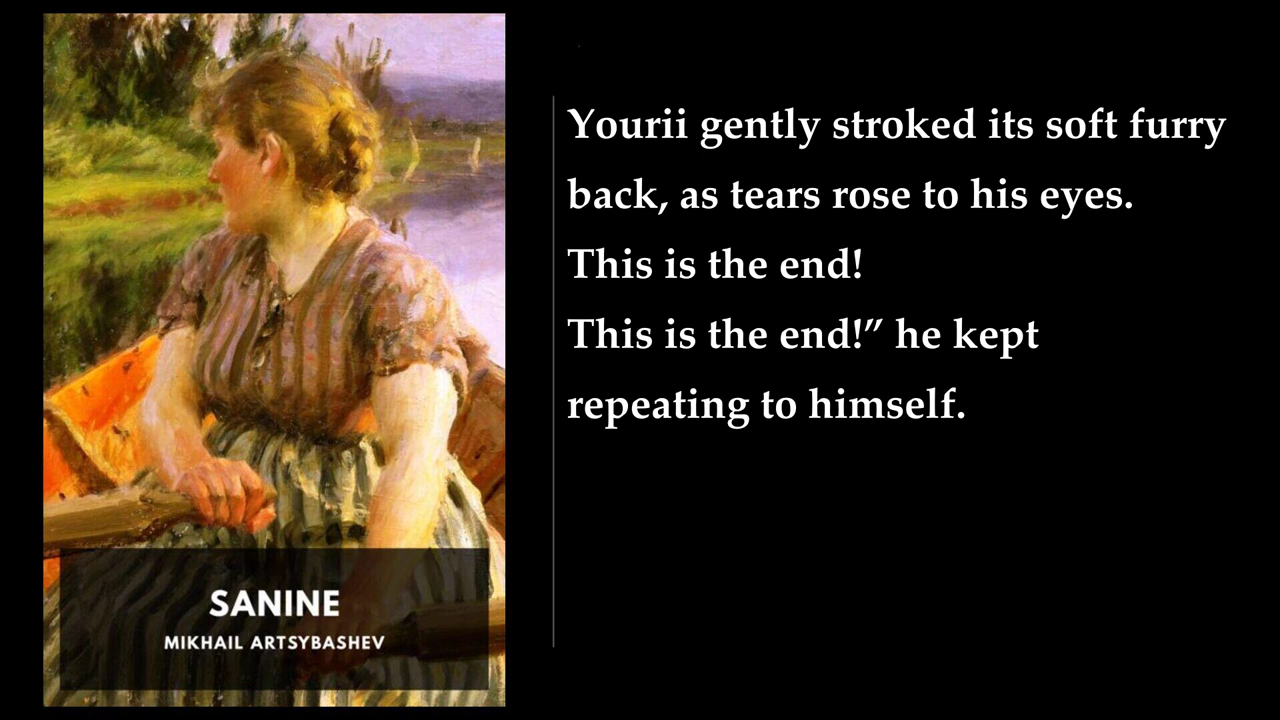 SANINE
MIKHAIL ARTSYBASHEV
Yourii gently stroked its soft furry
back, as tears rose to his eyes.
This is the end!
This is the end!” he kept
repeating to himself.